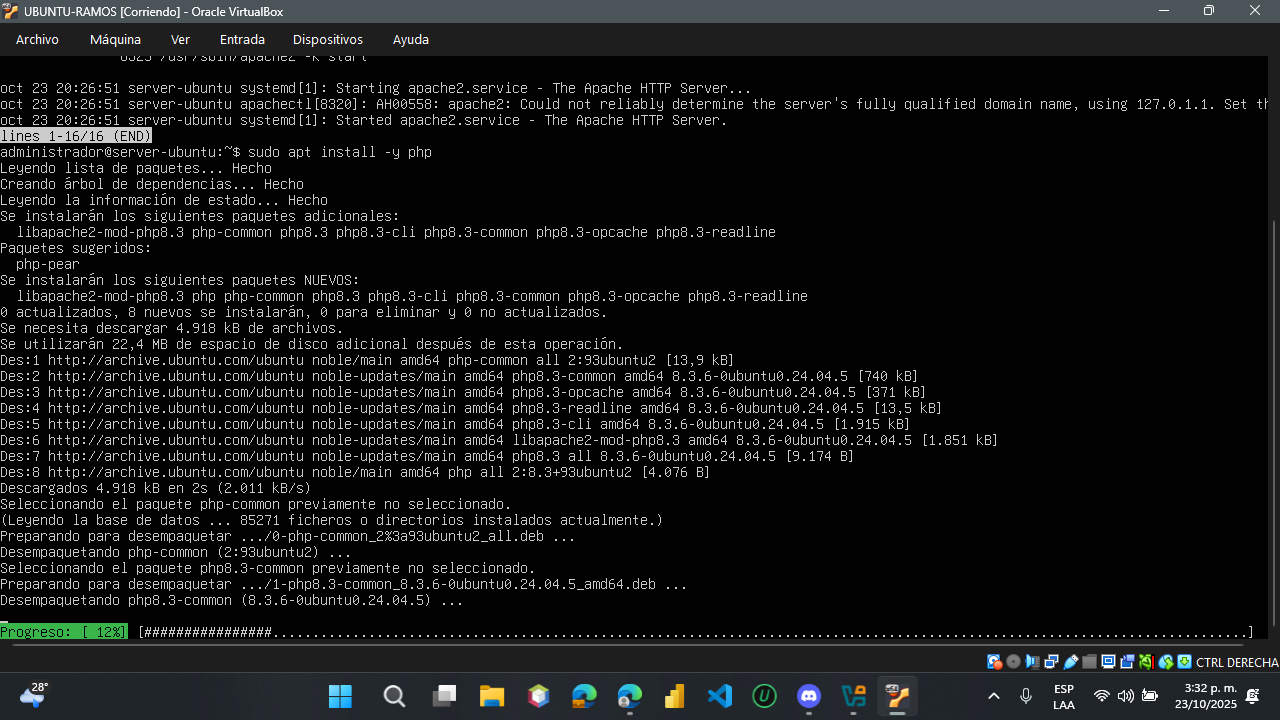 UBUNTU-RAMOS [Corriendo] - Oracle VirtualBox
Archivo Máquina Ver Entrada Dispositivos Ayuda
8325 /usr/sbin/apache2 -k start
oct 23 20:26:51 server-ubuntu systemd[1]: Starting apache2.service - The Apache HTTP Server...
oct 23 20:26:51 server-ubuntu apachectl[8320]: AH00558: apache2: Could not reliably determine the server's fully qualified domain name, using 127.0.1.1. Set th
oct 23 20:26:51 server-ubuntu systemd[1]: Started apache2.service - The Apache HTTP Server.
lines 1-16/16 (END)
administrador@server-ubuntu:~$ sudo apt install -y php
Leyendo lista de paquetes... Hecho
Creando árbol de dependencias... Hecho
Leyendo la información de estado... Hecho
Se instalarán los siguientes paquetes adicionales:
libapache2-mod-php8.3 php-common php8.3 php8.3-cli php8.3-common php8.3-opcache php8.3-readline
Paquetes sugeridos:
php-pear
Se instalarán los siguientes paquetes NUEVOS:
libapache2-mod-php8.3 php php-common php8.3 php8.3-cli php8.3-common php8.3-opcache php8.3-readline
0 actualizados, 8 nuevos se instalarán, 0 para eliminar y 0 no actualizados.
Se necesita descargar 4.918 kB de archivos.
Se utilizarán 22,4 MB de espacio de disco adicional después de esta operación.
Des:1 http://archive.ubuntu.com/ubuntu noble/main amd64 php-common all 2:93ubuntu2 [13,9 kB]
Des:2 http://archive.ubuntu.com/ubuntu noble-updates/main amd64 php8.3-common amd64 8.3.6-0ubuntu0.24.04.5 [740 kB]
Des:3 http://archive.ubuntu.com/ubuntu noble-updates/main amd64 php8.3-opcache amd64 8.3.6-0ubuntu0.24.04.5 [371 kB]
Des:4 http://archive.ubuntu.com/ubuntu noble-updates/main amd64 php8.3-readline amd64 8.3.6-0ubuntu0.24.04.5 [13,5 kB]
Des:5 http://archive.ubuntu.com/ubuntu noble-updates/main amd64 php8.3-cli amd64 8.3.6-0ubuntu0.24.04.5 [1.915 kB]
Des:6 http://archive.ubuntu.com/ubuntu noble-updates/main amd64 libapache2-mod-php8.3 amd64 8.3.6-0ubuntu0.24.04.5 [1.851 kB]
Des:7 http://archive.ubuntu.com/ubuntu noble-updates/main amd64 php8.3 all 8.3.6-0ubuntu0.24.04.5 [9.174 B]
Des:8 http://archive.ubuntu.com/ubuntu noble/main amd64 php all 2:8.3+93ubuntu2 [4.076 B]
Descargados 4.918 kB en 2s (2.011 kB/s)
Seleccionando el paquete php-common previamente no seleccionado.
(Leyendo la base de datos ... 85271 ficheros o directorios instalados actualmente.)
Preparando para desempaquetar .../0-php-common_2%3a93ubuntu2_all.deb ...
Desempaquetando php-common (2:93ubuntu2) ...
Seleccionando el paquete php8.3-common previamente no seleccionado.
Preparando para desempaquetar .../1-php8.3-common_8.3.6-0ubuntu0.24.04.5_amd64.deb ...
Desempaquetando php8.3-common (8.3.6-0ubuntu0.24.04.5) ...
Progreso: [ 12%] [################..........................................................................................................................]
CTRL DERECHA
28°
ESP
LAA
3:32 p. m.
23/10/2025